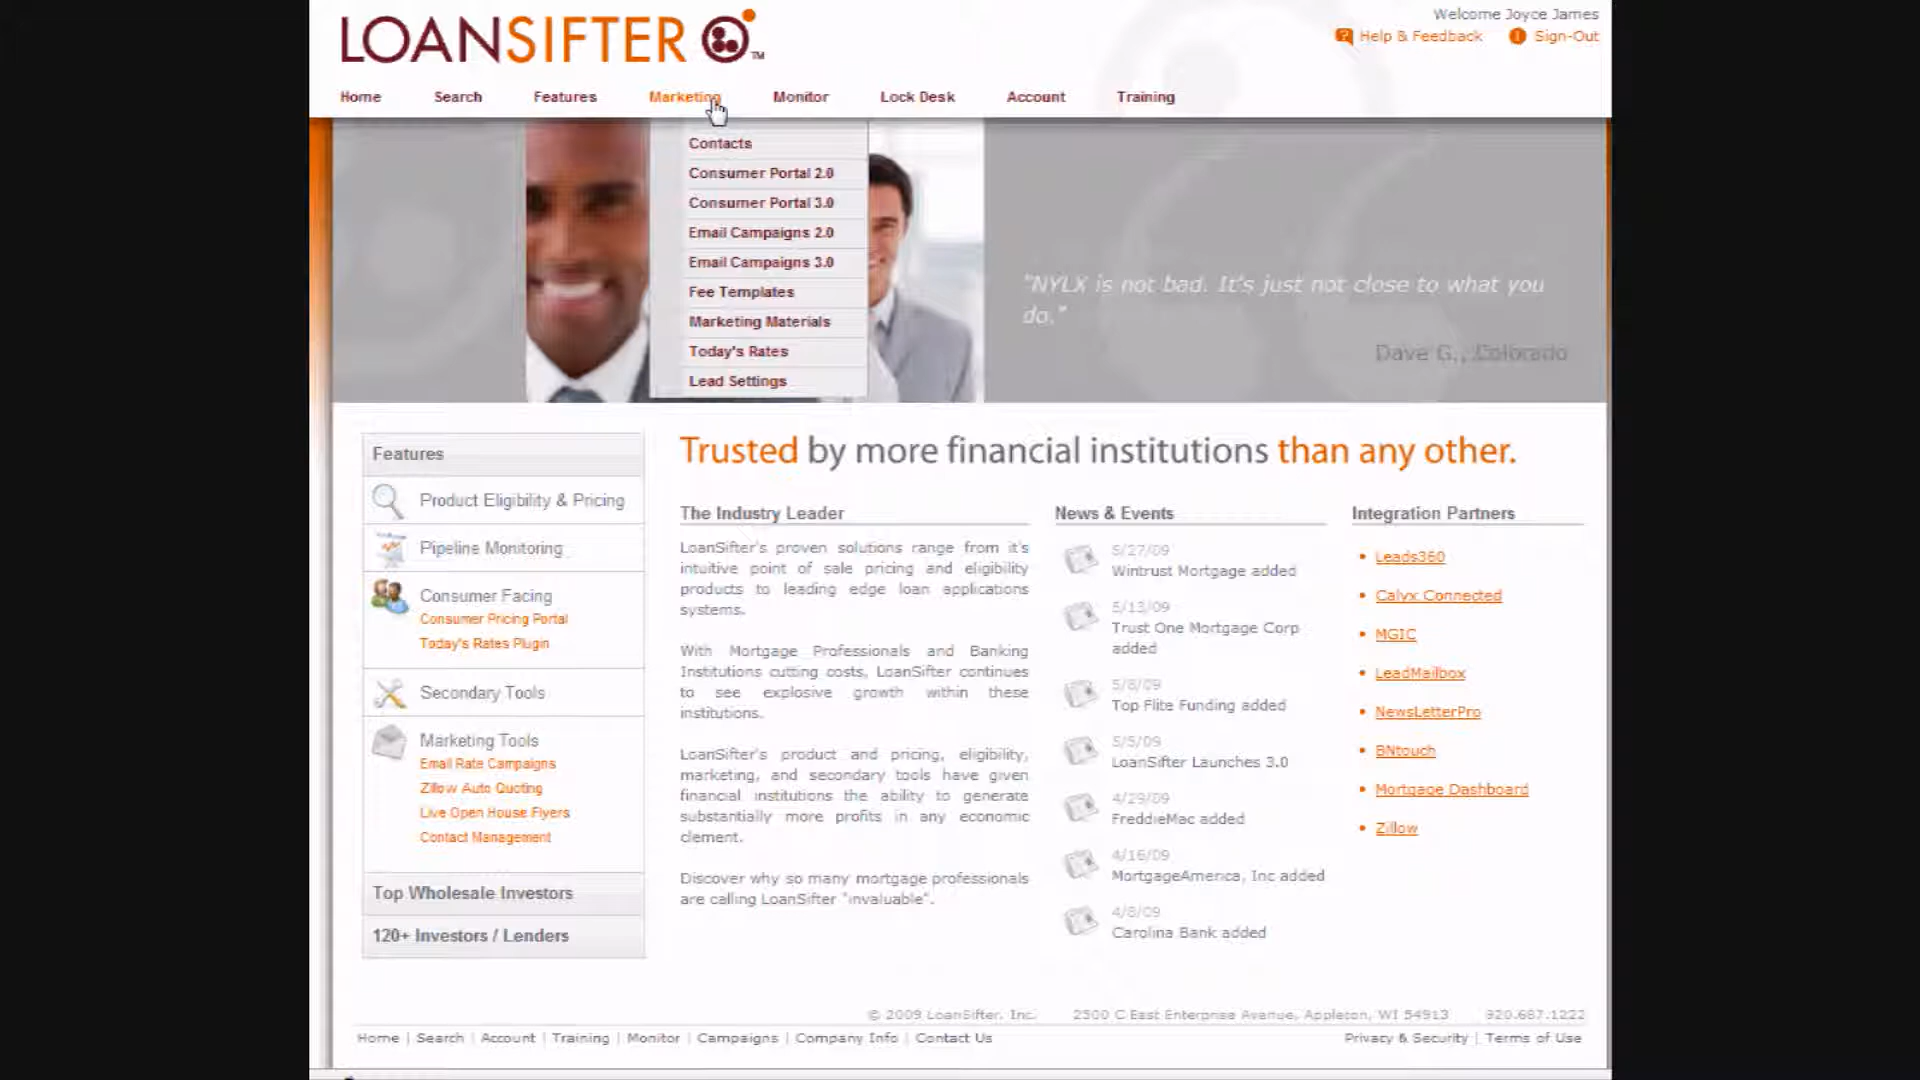 LOANSIFTER TM
Welcome Joyce James
Help & Feedback Sign-Out
Home Search Features Marketing Monitor Lock Desk Account Training
Contacts
Consumer Portal 2.0
Consumer Portal 3.0
Email Campaigns 2.0
Email Campaigns 3.0
Fee Templates
Marketing Materials
Today's Rates
Lead Settings
"NYLX is not bad. It's just not close to what you
do."
Dave G., Colorado
Features
Product Eligibility & Pricing
Pipeline Monitoring
Consumer Facing
Consumer Pricing Portal
Today's Rates Plugin
Secondary Tools
Marketing Tools
Email Rate Campaigns
Zillow Auto Quoting
Live Open House Flyers
Contact Management
Top Wholesale Investors
120+ Investors / Lenders
Trusted by more financial institutions than any other.
The Industry Leader
LoanSifter's proven solutions range from it's
intuitive point of sale pricing and eligibility
products to leading edge loan applications
systems.
With Mortgage Professionals and Banking
Institutions cutting costs, LoanSifter continues
to see explosive growth within these
institutions.
LoanSifter's product and pricing, eligibility,
marketing, and secondary tools have given
financial institutions the ability to generate
substantially more profits in any economic
clement.
Discover why so many mortgage professionals
are calling LoanSifter "invaluable".
News & Events
5/27/09
Wintrust Mortgage added
5/13/09
Trust One Mortgage Corp
added
5/8/09
Top Flite Funding added
5/5/09
LoanSifter Launches 3.0
4/29/09
FreddieMac added
4/16/09
MortgageAmerica, Inc added
4/8/09
Carolina Bank added
Integration Partners
• Leads360
• Calyx Connected
• MGIC
• LeadMailbox
• NewsLetterPro
• BNtouch
• Mortgage Dashboard
• Zillow
© 2009 LoanSifter, Inc. 2500 C East Enterprise Avenue, Appleton, WI 54913 920.687.1222
Home | Search | Account | Training | Monitor | Campaigns | Company Info | Contact Us Privacy & Security | Terms of Use